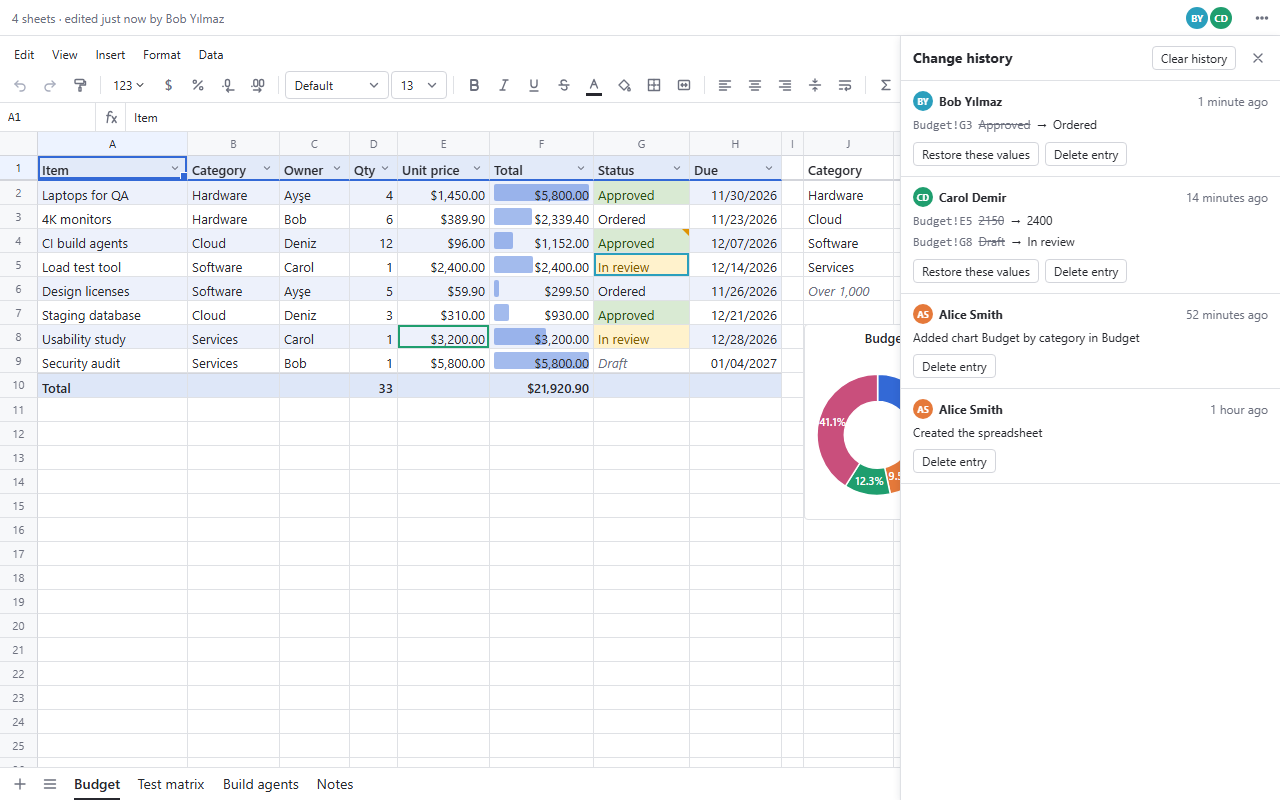 4 sheets · edited just now by Bob Yılmaz
BY CD
Edit View Insert Format Data
123 $ % .0 .00 Default 13 B I U S A Σ
A1 fx Item
A B C D E F G H I J
1 Item Category Owner Qty Unit price Total Status Due Category
2 Laptops for QA Hardware Ayşe 4 $1,450.00 $5,800.00 Approved 11/30/2026 Hardware
3 4K monitors Hardware Bob 6 $389.90 $2,339.40 Ordered 11/23/2026 Cloud
4 CI build agents Cloud Deniz 12 $96.00 $1,152.00 Approved 12/07/2026 Software
5 Load test tool Software Carol 1 $2,400.00 $2,400.00 In review 12/14/2026 Services
6 Design licenses Software Ayşe 5 $59.90 $299.50 Ordered 11/26/2026 Over 1,000
7 Staging database Cloud Deniz 3 $310.00 $930.00 Approved 12/21/2026
8 Usability study Services Carol 1 $3,200.00 $3,200.00 In review 12/28/2026
9 Security audit Services Bob 1 $5,800.00 $5,800.00 Draft 01/04/2027
10 Total 33 $21,920.90
11
12
13
14
15
16
17
18
19
20
21
22
23
24
25
41.1%
12.3%
Change history Clear history
BY Bob Yılmaz 1 minute ago
Budget!G3 Approved → Ordered
Restore these values Delete entry
CD Carol Demir 14 minutes ago
Budget!E5 2150 → 2400
Budget!G8 Draft → In review
Restore these values Delete entry
AS Alice Smith 52 minutes ago
Added chart Budget by category in Budget
Delete entry
AS Alice Smith 1 hour ago
Created the spreadsheet
Delete entry
Budget Test matrix Build agents Notes